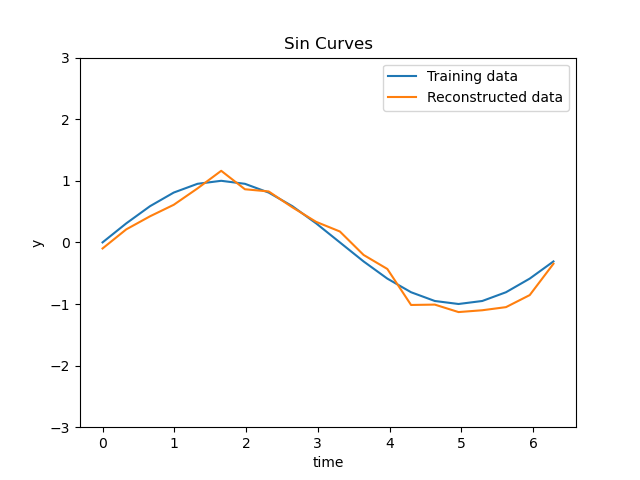 Sin Curves
Training data
Reconstructed data
3
2
1
0
−1
−2
−3
y
0 1 2 3 4 5 6
time